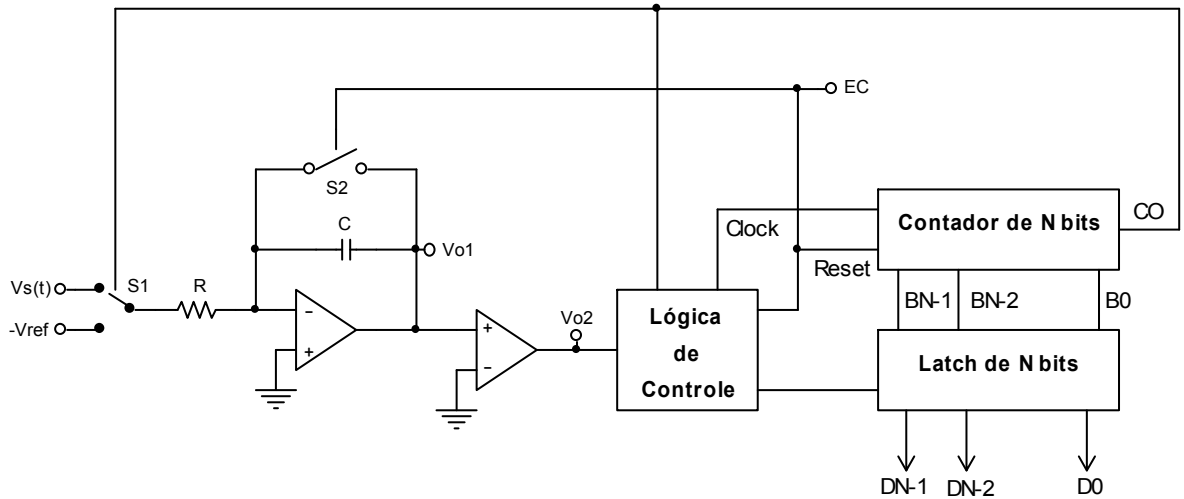 EC
S2
C
Vo1
Vs(t)
S1
R
-Vref
-
+
+
-
Vo2
Clock
Reset
Lógica
de
Controle
Contador de N bits
CO
BN-1
BN-2
B0
Latch de N bits
DN-1
DN-2
D0